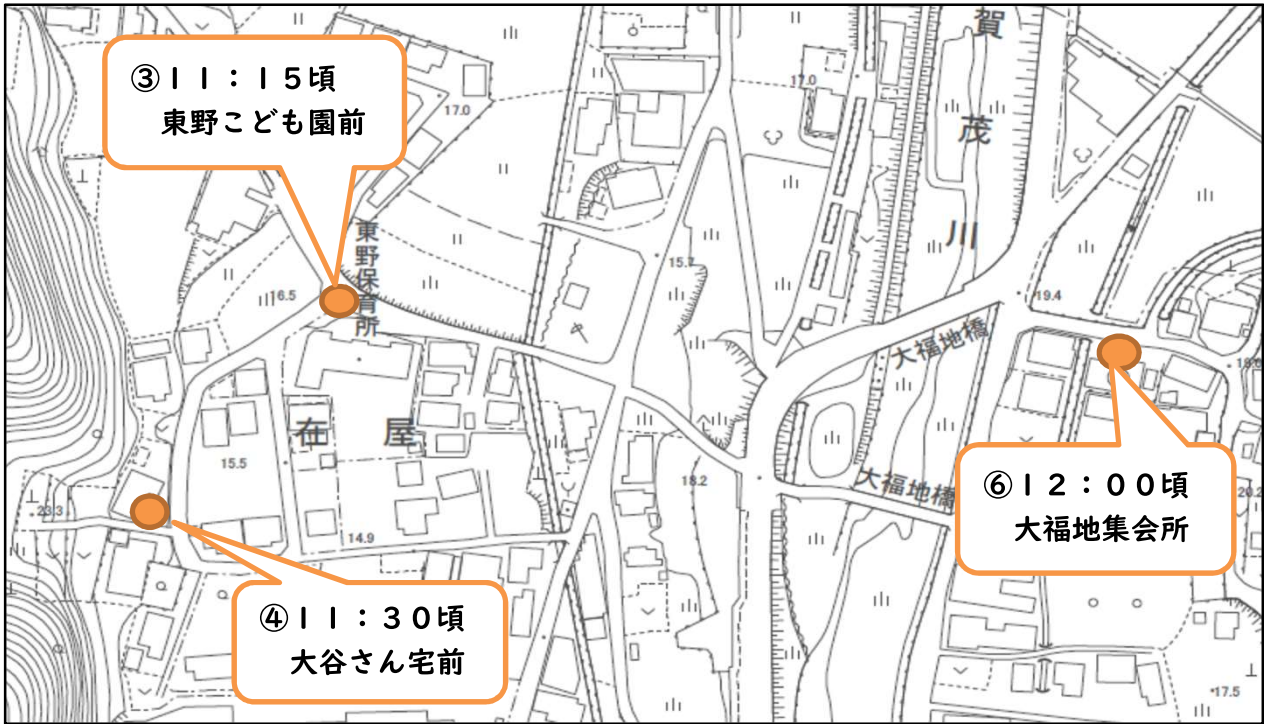 ③１１：１５頃
東野こども園前
④１１：３０頃
大谷さん宅前
⑥１２：００頃
大福地集会所
賀茂川
東野保育所
在屋
大福地橋
大福地橋
17.0
17.0
16.5
15.7
19.4
15.5
18.2
23.3
14.9
20.2
17.5